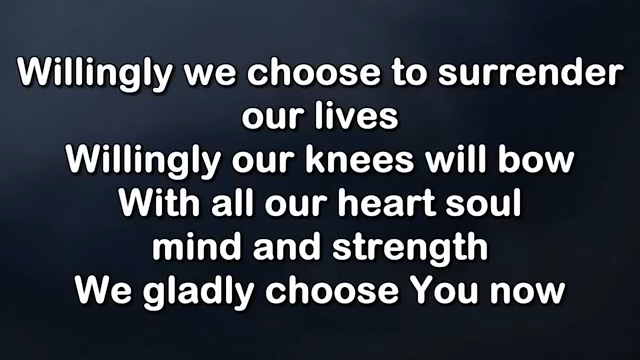 Willingly we choose to surrender
our lives
Willingly our knees will bow
With all our heart soul
mind and strength
We gladly choose You now